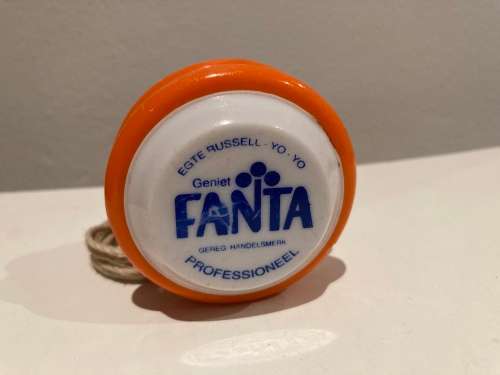 EGTE RUSSELL - YO - YO
Geniet
FANTA
GEREG. HANDELSMERK
PROFESSIONEEL